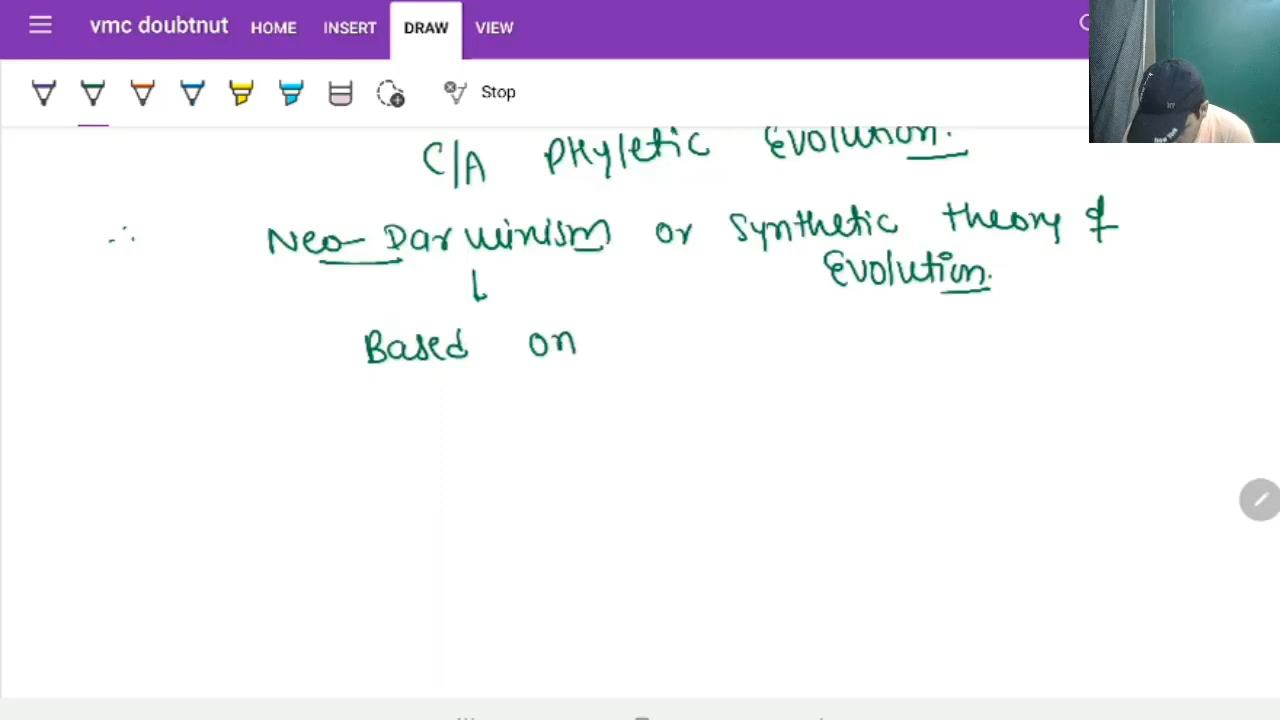 vmc doubtnut HOME INSERT DRAW VIEW
Stop
C/A Phyletic Evolution.
∴ Neo-Darwinism or Synthetic theory of
Evolution.
↓
Based on